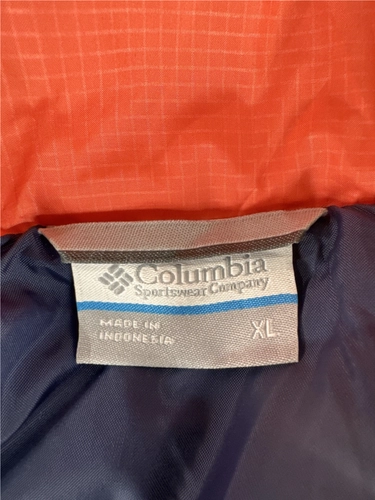 Columbia
Sportswear Company
MADE IN
INDONESIA
XL